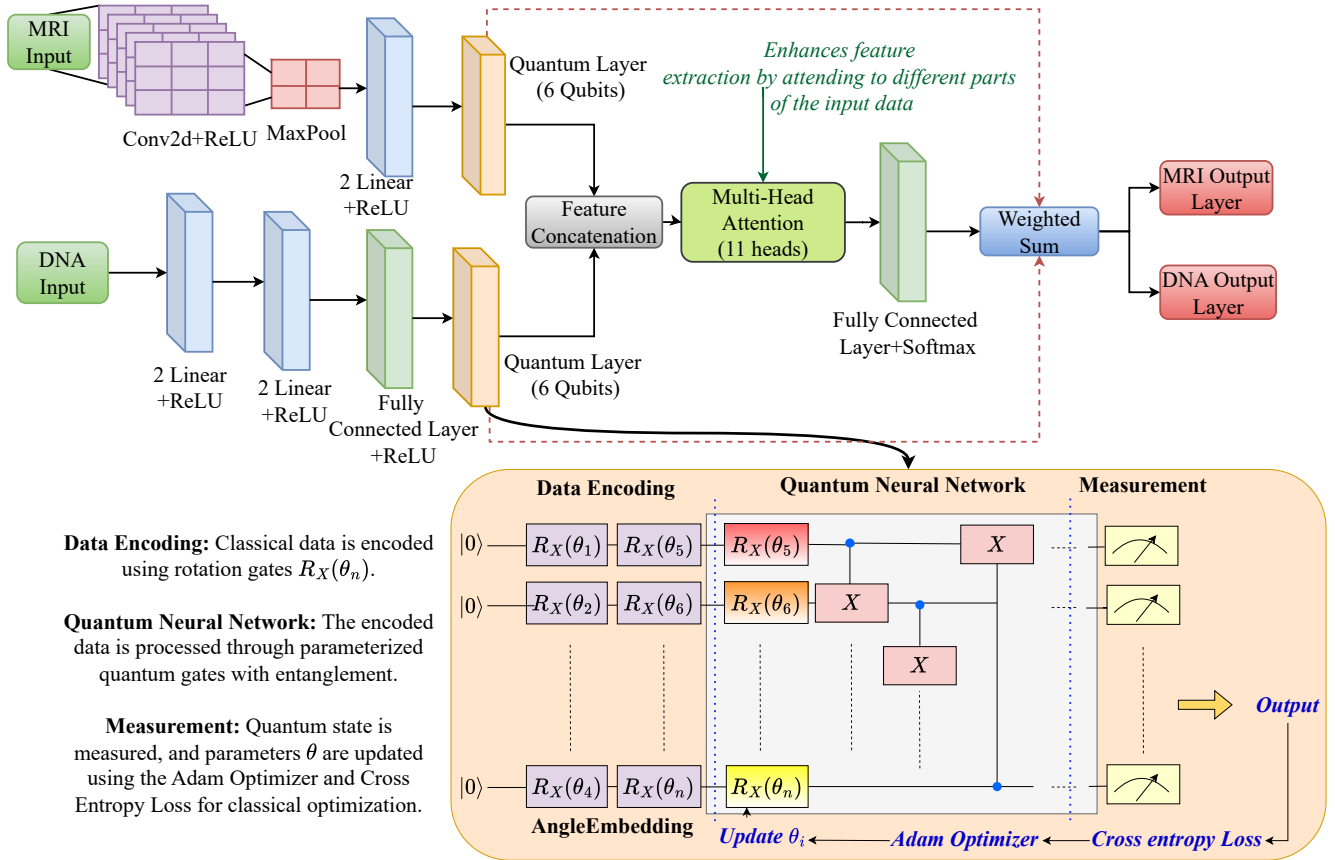 MRI
Input
Conv2d+ReLU
MaxPool
2 Linear
+ReLU
Quantum Layer
(6 Qubits)
Enhances feature
extraction by attending to different parts
of the input data
DNA
Input
2 Linear
+ReLU
2 Linear
+ReLU
Fully
Connected Layer
+ReLU
Quantum Layer
(6 Qubits)
Feature
Concatenation
Multi-Head
Attention
(11 heads)
Fully Connected
Layer+Softmax
Weighted
Sum
MRI Output
Layer
DNA Output
Layer
Data Encoding: Classical data is encoded
using rotation gates R_X(θ_n).
Quantum Neural Network: The encoded
data is processed through parameterized
quantum gates with entanglement.
Measurement: Quantum state is
measured, and parameters θ are updated
using the Adam Optimizer and Cross
Entropy Loss for classical optimization.
Data Encoding
Quantum Neural Network
Measurement
|0⟩ R_X(θ_1) R_X(θ_5) R_X(θ_5) X
|0⟩ R_X(θ_2) R_X(θ_6) R_X(θ_6) X
X
|0⟩ R_X(θ_4) R_X(θ_n) R_X(θ_n)
AngleEmbedding
Output
Update θ_i
Adam Optimizer
Cross entropy Loss